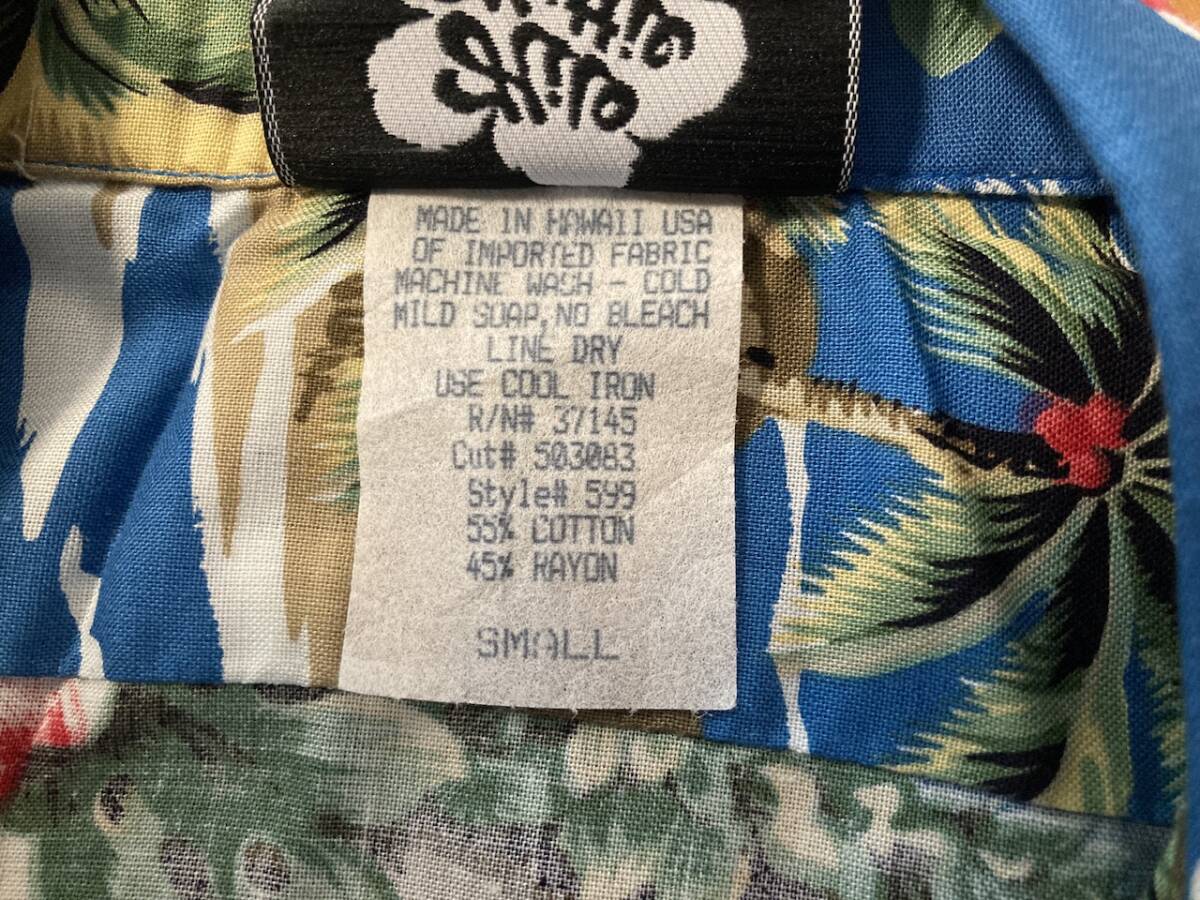 MADE IN HAWAII USA
OF IMPORTED FABRIC
MACHINE WASH - COLD
MILD SOAP, NO BLEACH
LINE DRY
USE COOL IRON
R/N# 37145
Cut# 503083
Style# 599
55% COTTON
45% RAYON
SMALL